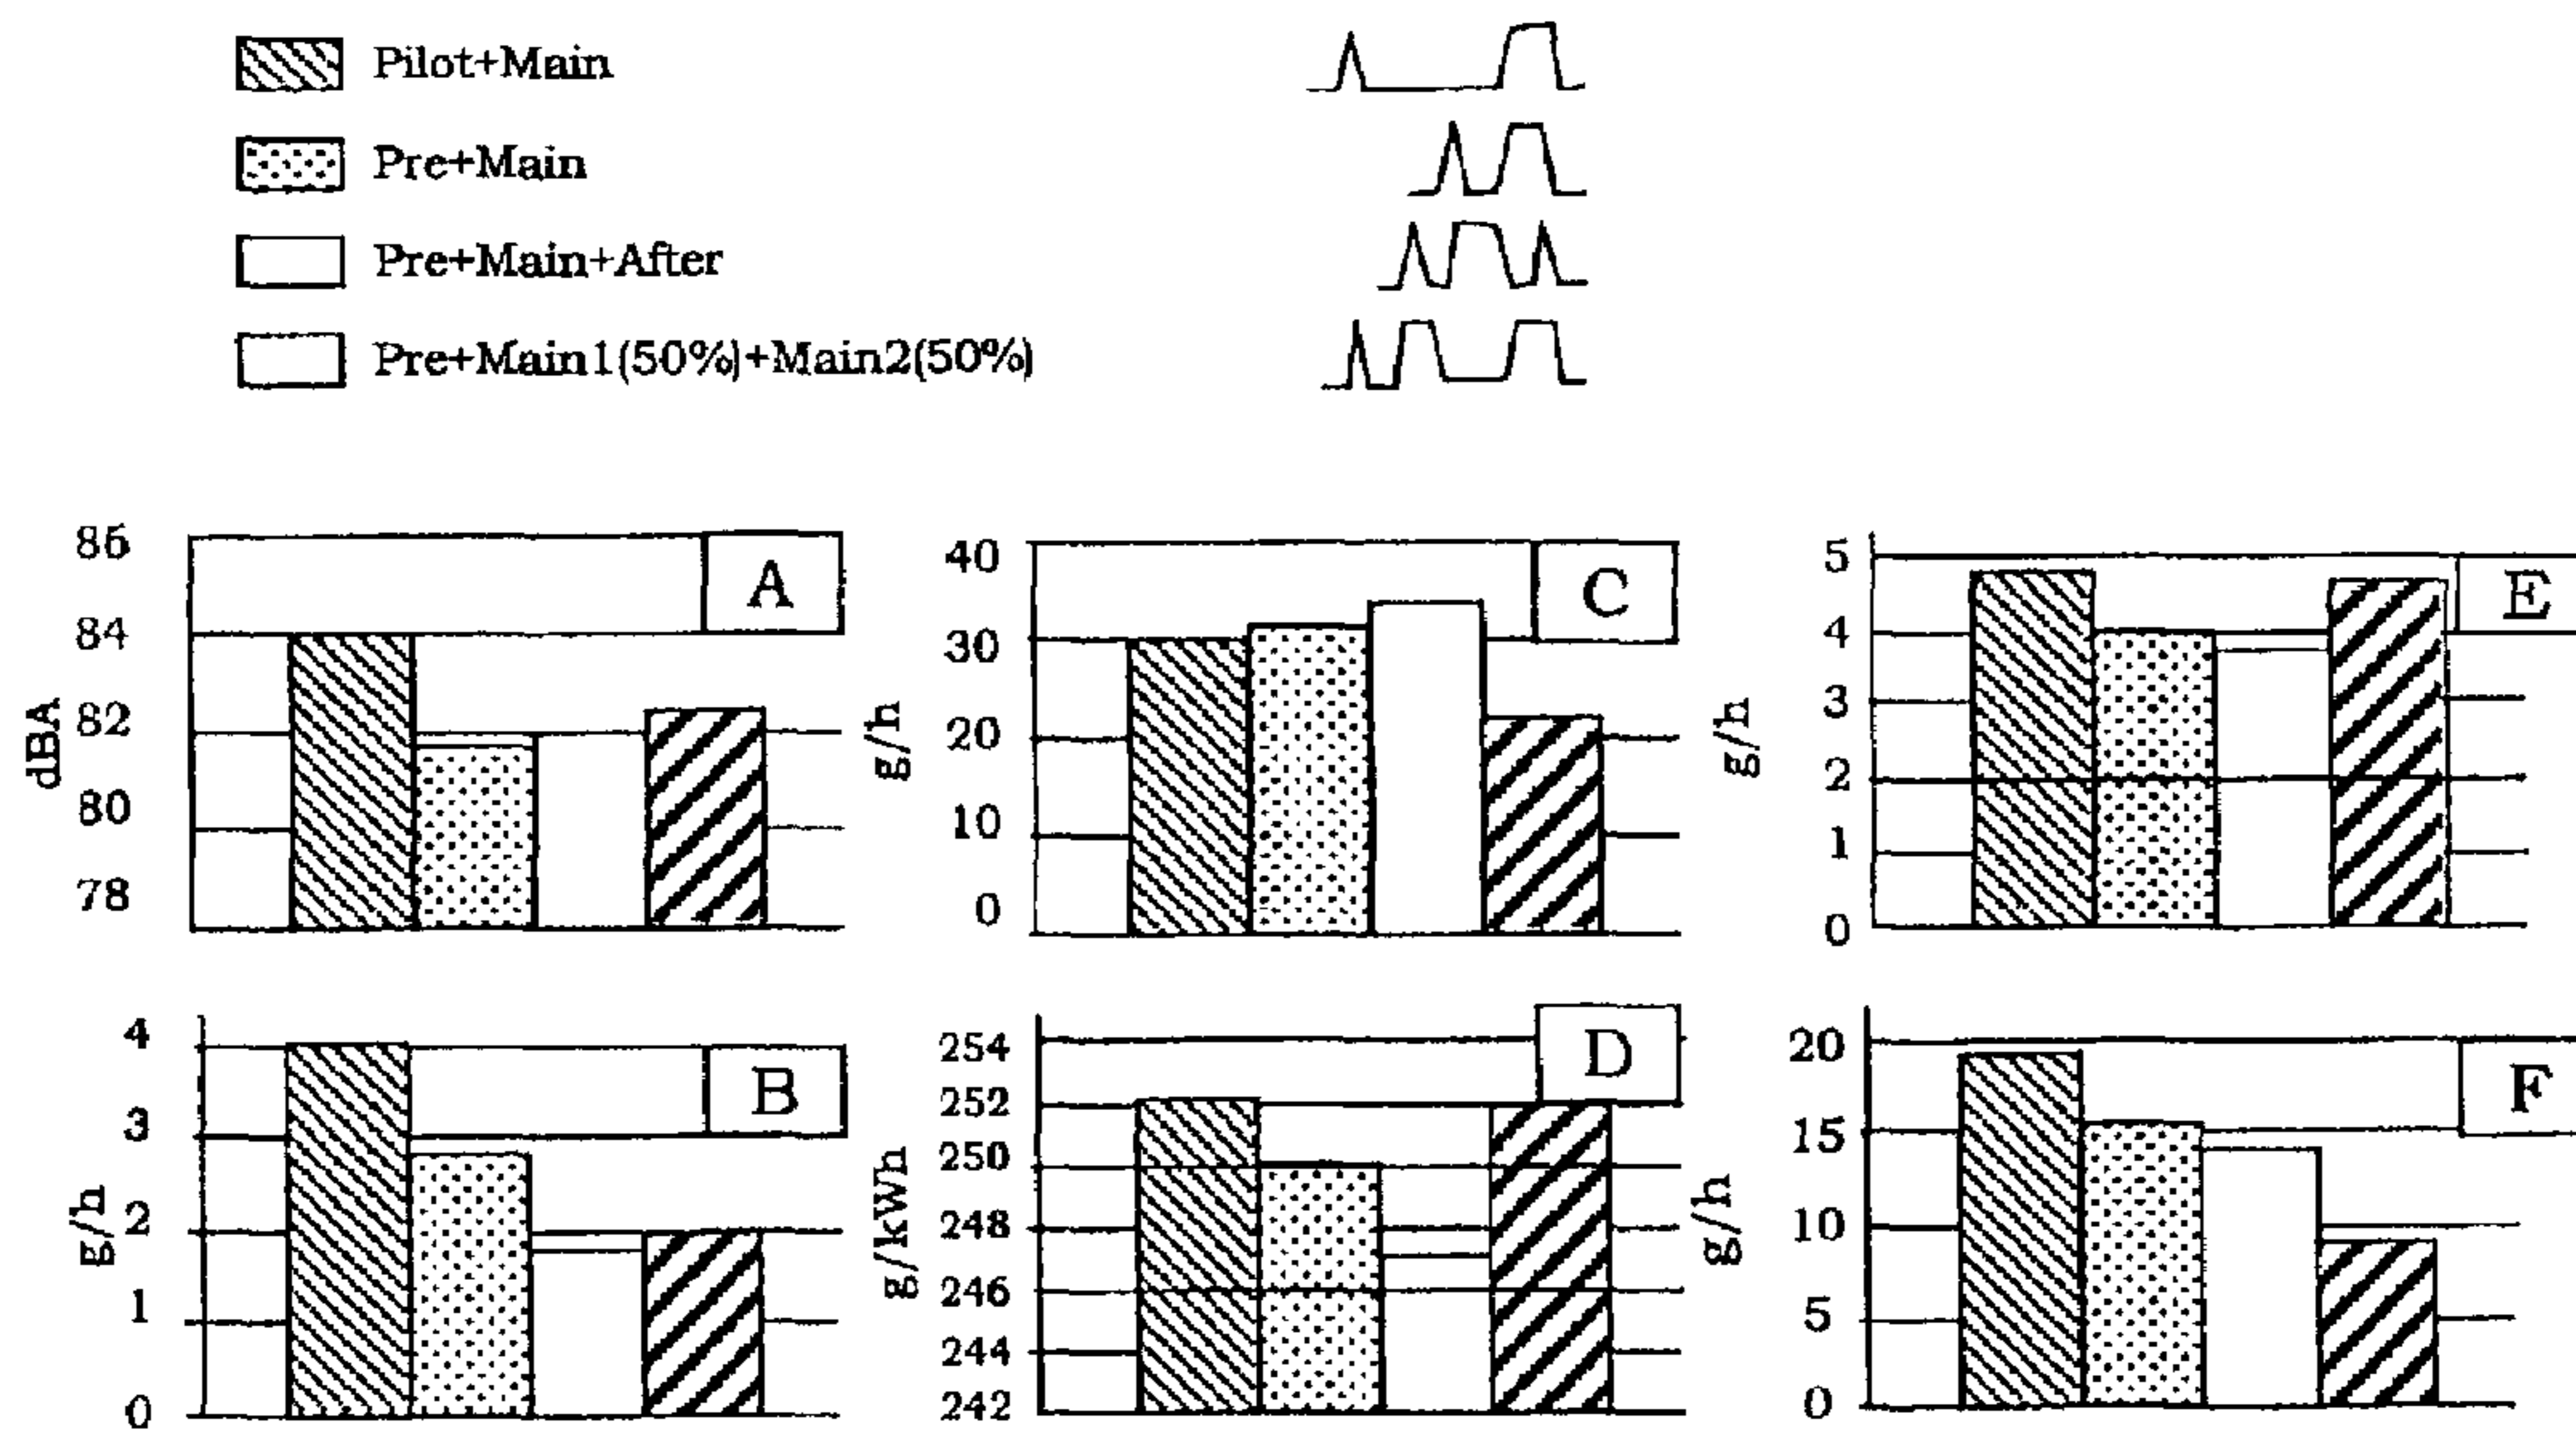 Pilot+Main
Pre+Main
Pre+Main+After
Pre+Main1(50%)+Main2(50%)
86
84
82
80
78
dBA
A
40
30
20
10
0
g/h
C
5
4
3
2
1
0
g/h
E
4
3
2
1
0
g/h
B
254
252
250
248
246
244
242
g/kWh
D
20
15
10
5
0
g/h
F